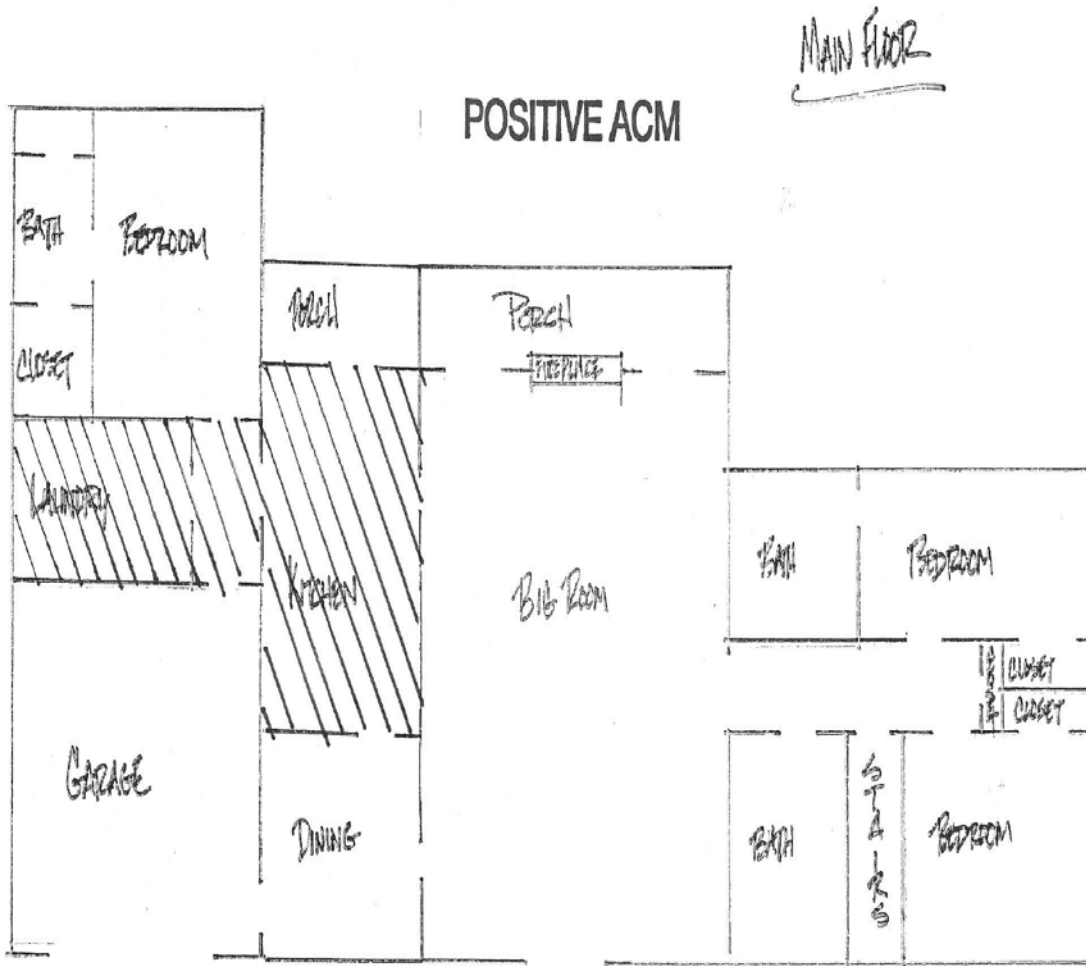 MAIN FLOOR
POSITIVE ACM
BATH
BEDROOM
PORCH
PORCH
FIREPLACE
CLOSET
LAUNDRY
KITCHEN
BIG ROOM
BATH
BEDROOM
CLOSET
CLOSET
GARAGE
DINING
BATH
STAIRS
BEDROOM